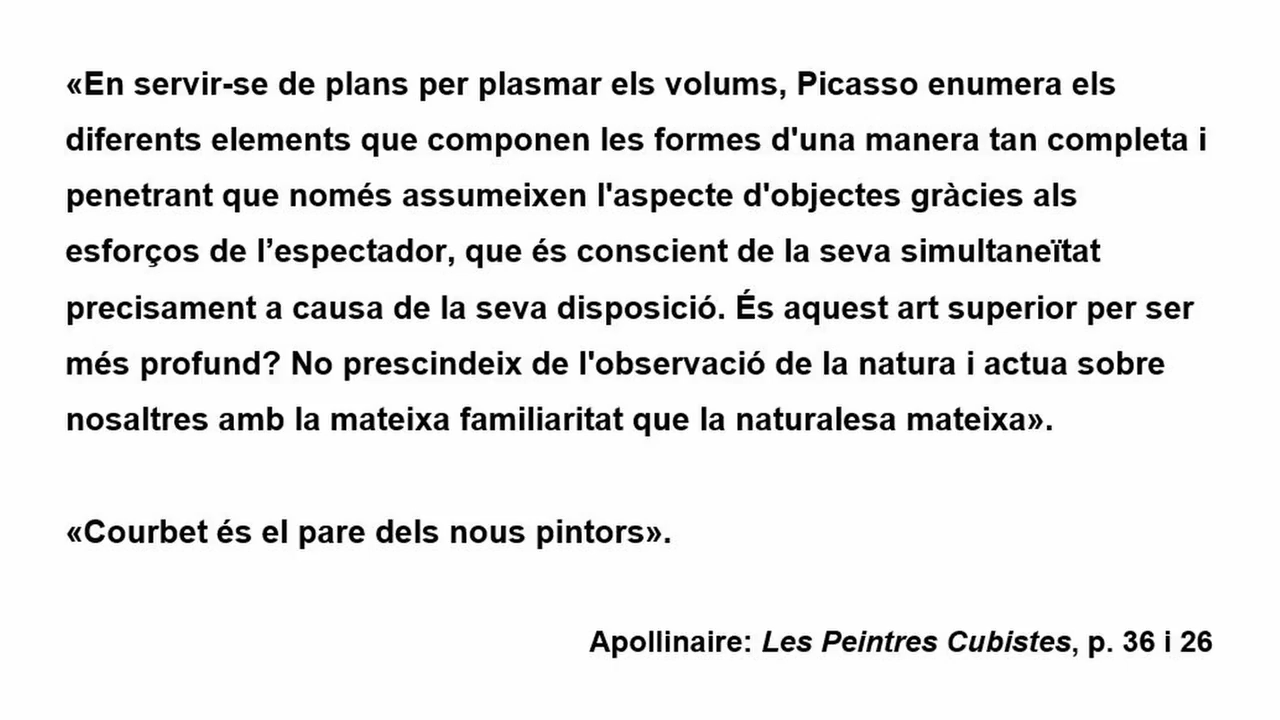 «En servir-se de plans per plasmar els volums, Picasso enumera els
diferents elements que componen les formes d'una manera tan completa i
penetrant que només assumeixen l'aspecte d'objectes gràcies als
esforços de l’espectador, que és conscient de la seva simultaneïtat
precisament a causa de la seva disposició. És aquest art superior per ser
més profund? No prescindeix de l'observació de la natura i actua sobre
nosaltres amb la mateixa familiaritat que la naturalesa mateixa».
«Courbet és el pare dels nous pintors».
Apollinaire: Les Peintres Cubistes, p. 36 i 26